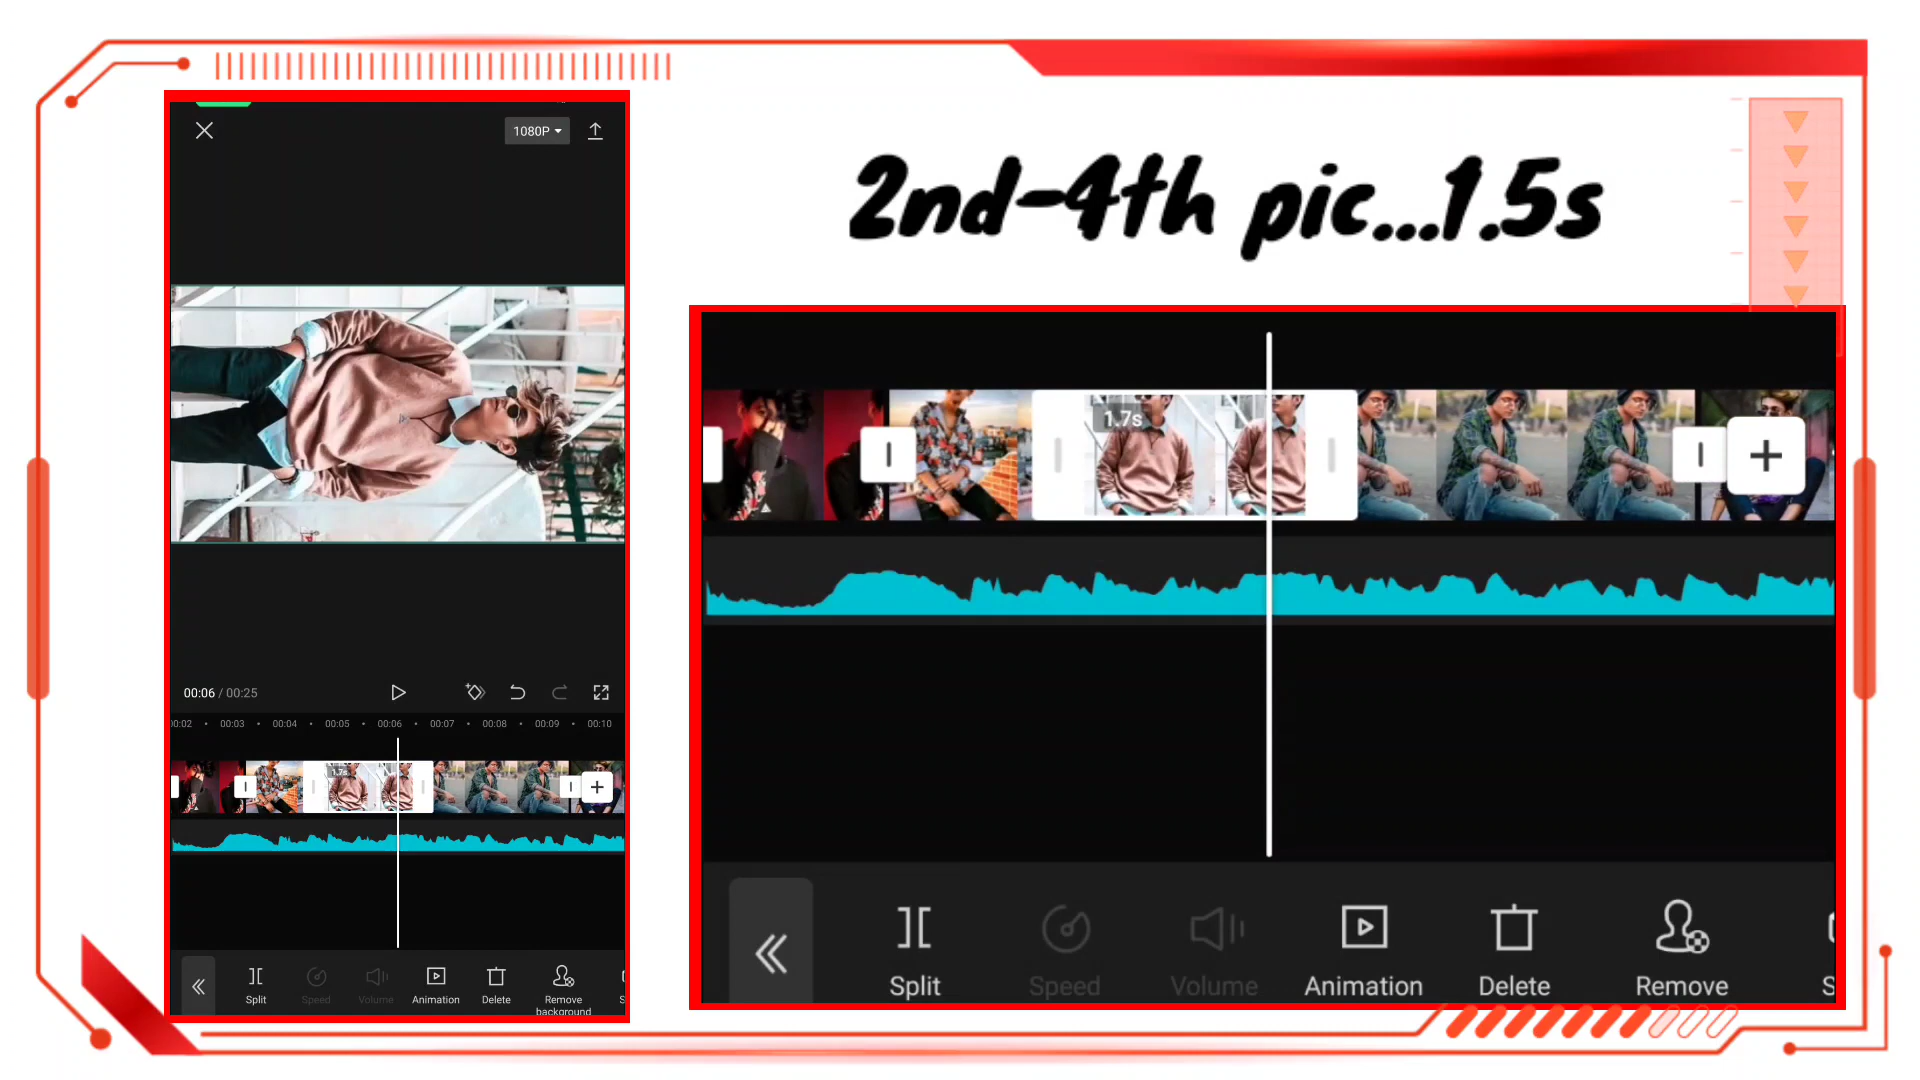 1080P
2nd-4th pic...1.5s
00:06 / 00:25
00:02 00:03 00:04 00:05 00:06 00:07 00:08 00:09 00:10
1.7s
Split Speed Volume Animation Delete Remove background S
1.7s
Split Speed Volume Animation Delete Remove S